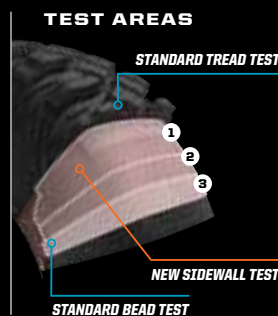 TEST AREAS
STANDARD TREAD TEST
1
2
3
NEW SIDEWALL TEST
STANDARD BEAD TEST